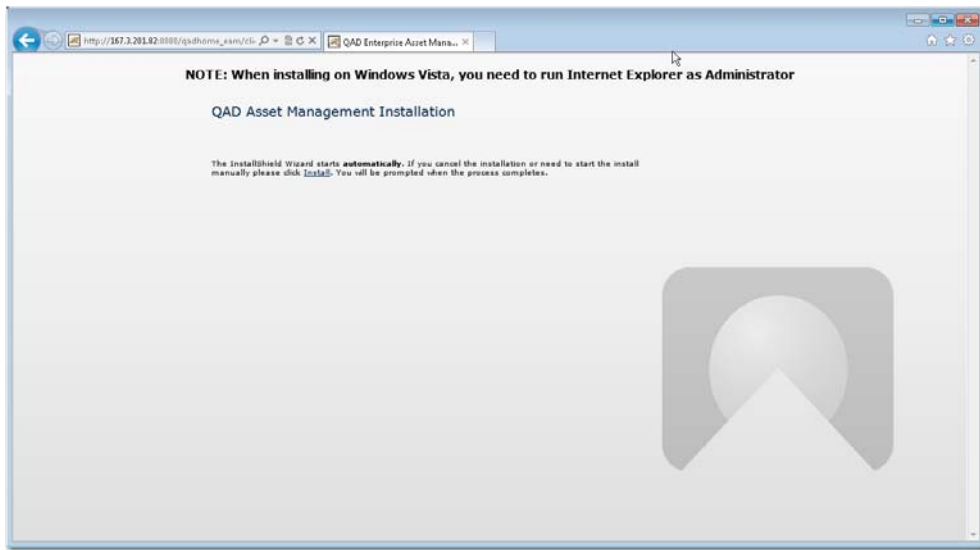 http://167.3.201.82:8080/qadhome_eam/cli
QAD Enterprise Asset Mana...
NOTE: When installing on Windows Vista, you need to run Internet Explorer as Administrator
QAD Asset Management Installation
The InstallShield Wizard starts automatically. If you cancel the installation or need to start the install
manually please click Install. You will be prompted when the process completes.